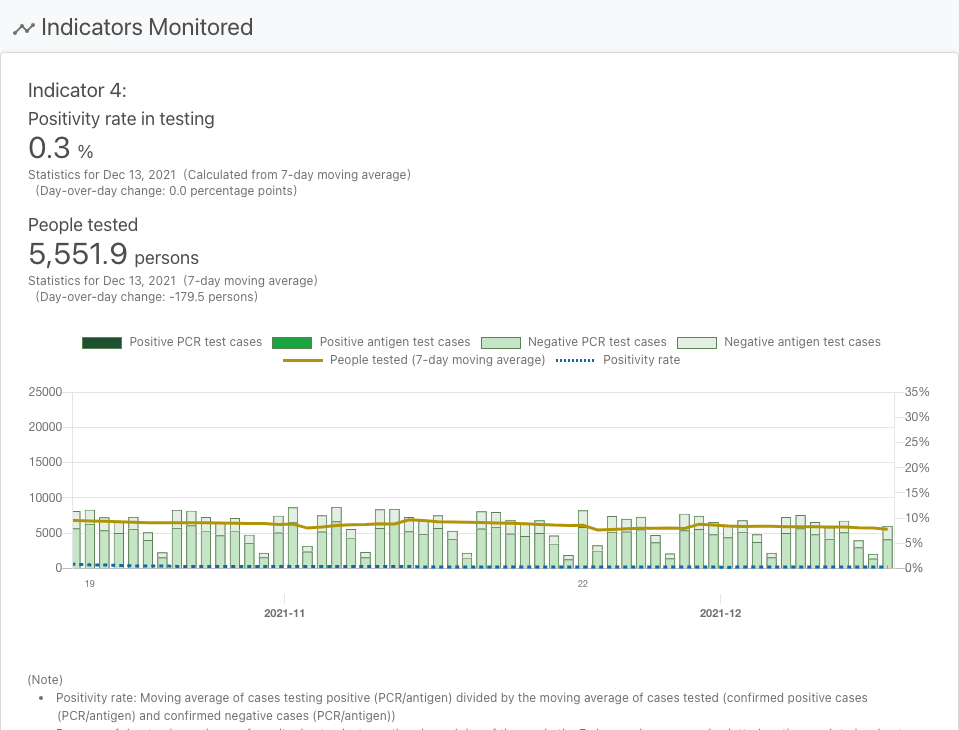 Indicators Monitored
Indicator 4:
Positivity rate in testing
0.3 %
Statistics for Dec 13, 2021 (Calculated from 7-day moving average)
(Day-over-day change: 0.0 percentage points)
People tested
5,551.9 persons
Statistics for Dec 13, 2021 (7-day moving average)
(Day-over-day change: -179.5 persons)
Positive PCR test cases Positive antigen test cases Negative PCR test cases Negative antigen test cases
People tested (7-day moving average) Positivity rate
25000 35%
20000 30%
25%
15000 20%
10000 15%
10%
5000 5%
0 0%
19 22
2021-11 2021-12
(Note)
• Positivity rate: Moving average of cases testing positive (PCR/antigen) divided by the moving average of cases tested (confirmed positive cases
(PCR/antigen) and confirmed negative cases (PCR/antigen))